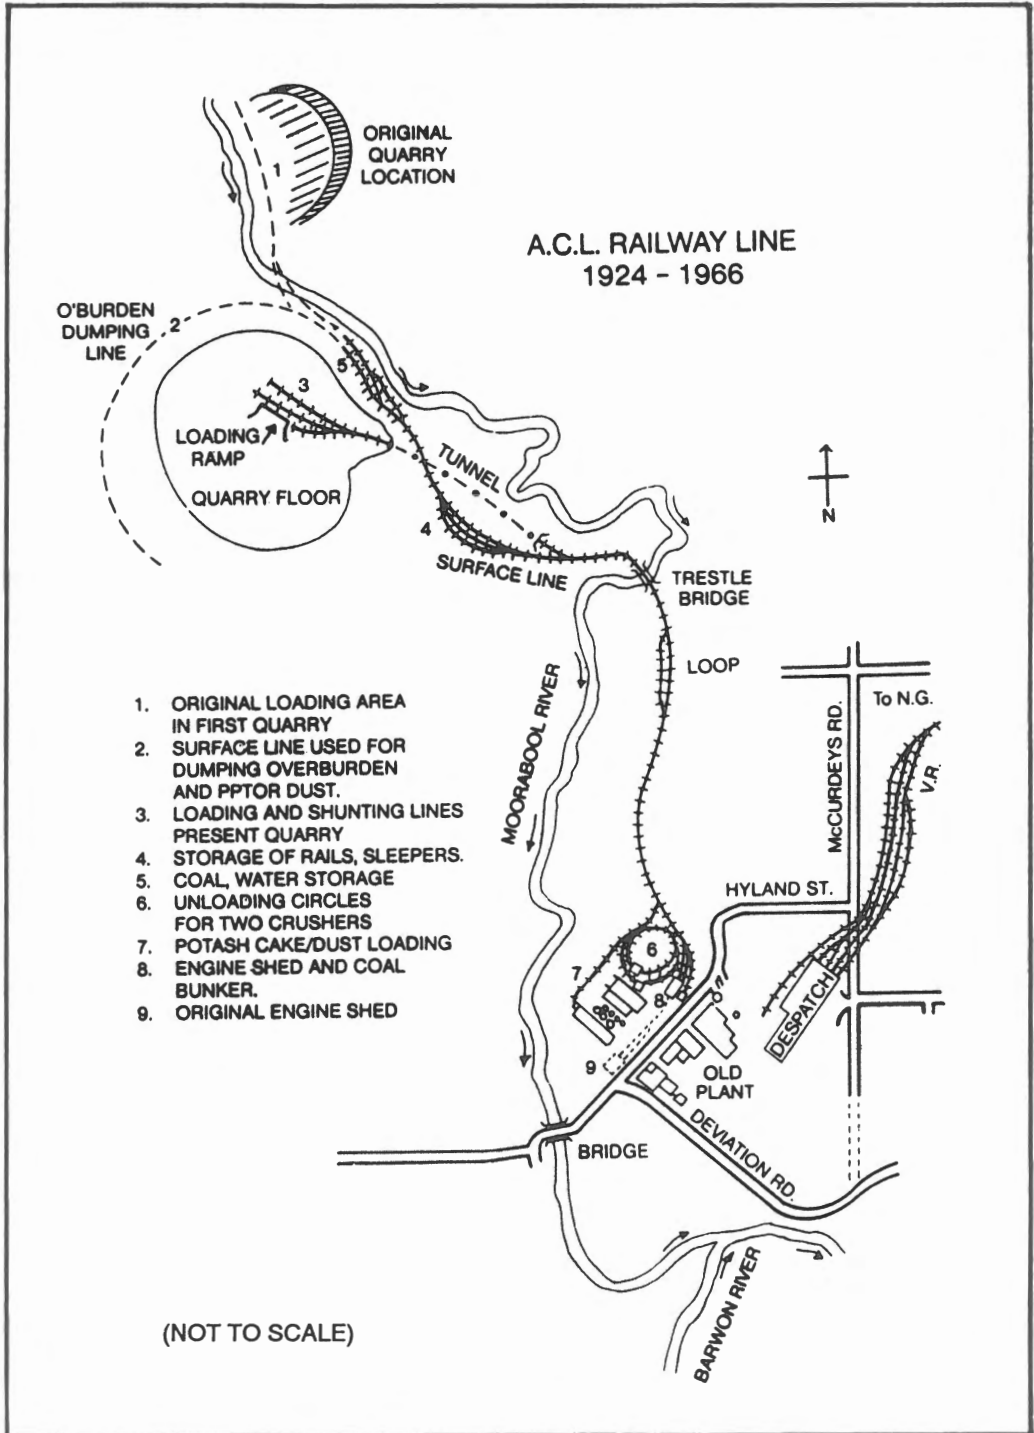 ORIGINAL
QUARRY
LOCATION
1
A.C.L. RAILWAY LINE
1924 - 1966
O'BURDEN
DUMPING
LINE
2
5
3
LOADING
RAMP
QUARRY FLOOR
TUNNEL
4
SURFACE LINE
N
TRESTLE
BRIDGE
LOOP
MOORABOOL RIVER
To N.G.
McCURDEYS RD.
V.R.
1. ORIGINAL LOADING AREA
IN FIRST QUARRY
2. SURFACE LINE USED FOR
DUMPING OVERBURDEN
AND PPTOR DUST.
3. LOADING AND SHUNTING LINES
PRESENT QUARRY
4. STORAGE OF RAILS, SLEEPERS.
5. COAL, WATER STORAGE
6. UNLOADING CIRCLES
FOR TWO CRUSHERS
7. POTASH CAKE/DUST LOADING
8. ENGINE SHED AND COAL
BUNKER.
9. ORIGINAL ENGINE SHED
HYLAND ST.
6
7
8
9
DESPATCH
OLD
PLANT
DEVIATION RD.
BRIDGE
BARWON RIVER
(NOT TO SCALE)